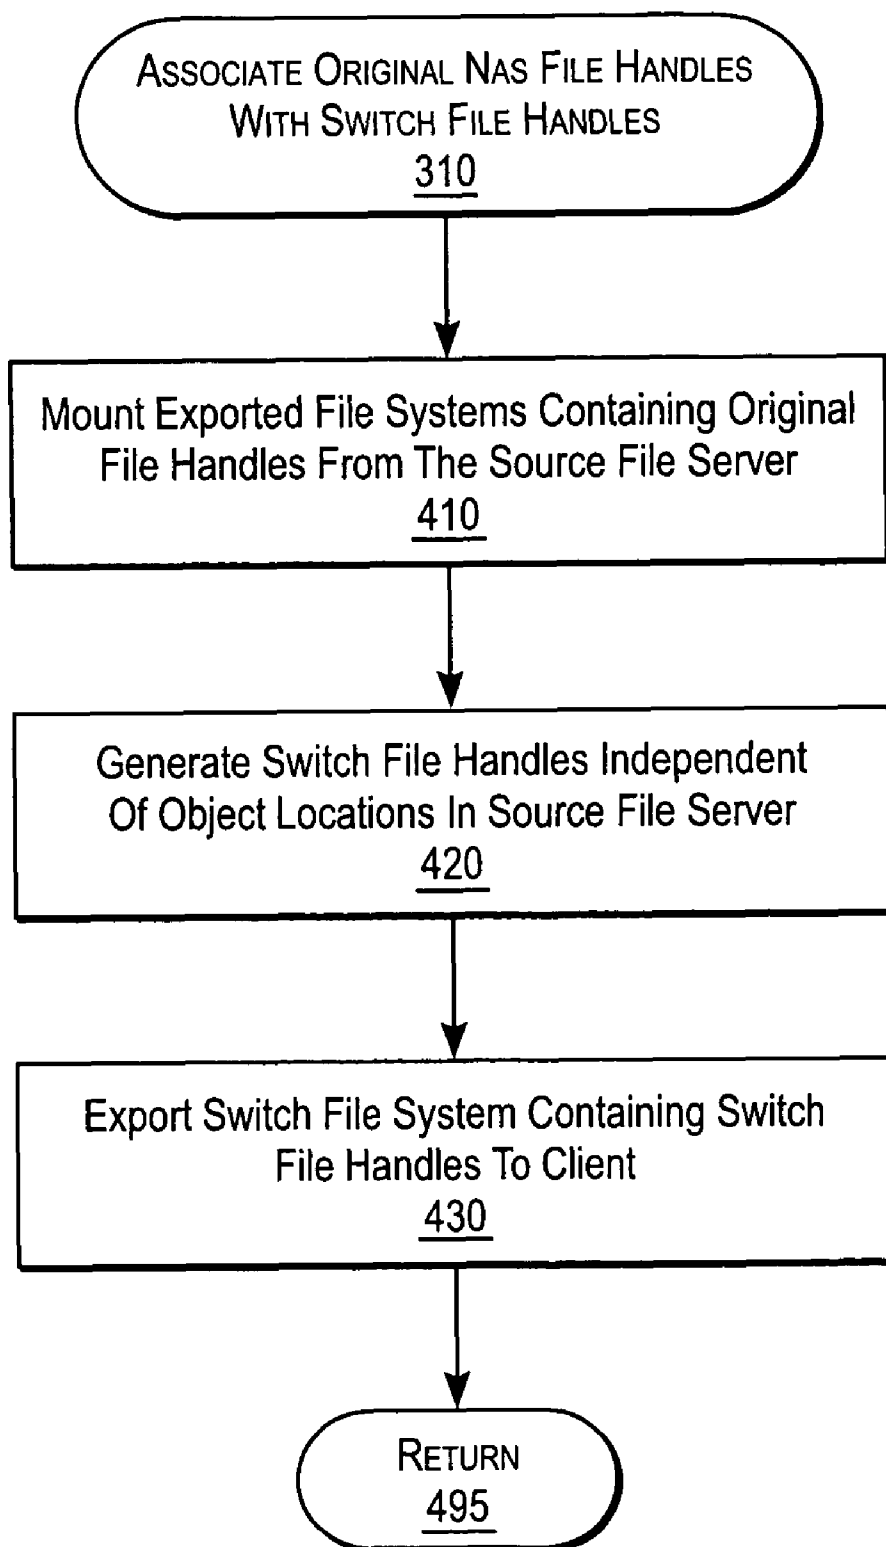 ASSOCIATE ORIGINAL NAS FILE HANDLES
WITH SWITCH FILE HANDLES
310
Mount Exported File Systems Containing Original
File Handles From The Source File Server
410
Generate Switch File Handles Independent
Of Object Locations In Source File Server
420
Export Switch File System Containing Switch
File Handles To Client
430
RETURN
495